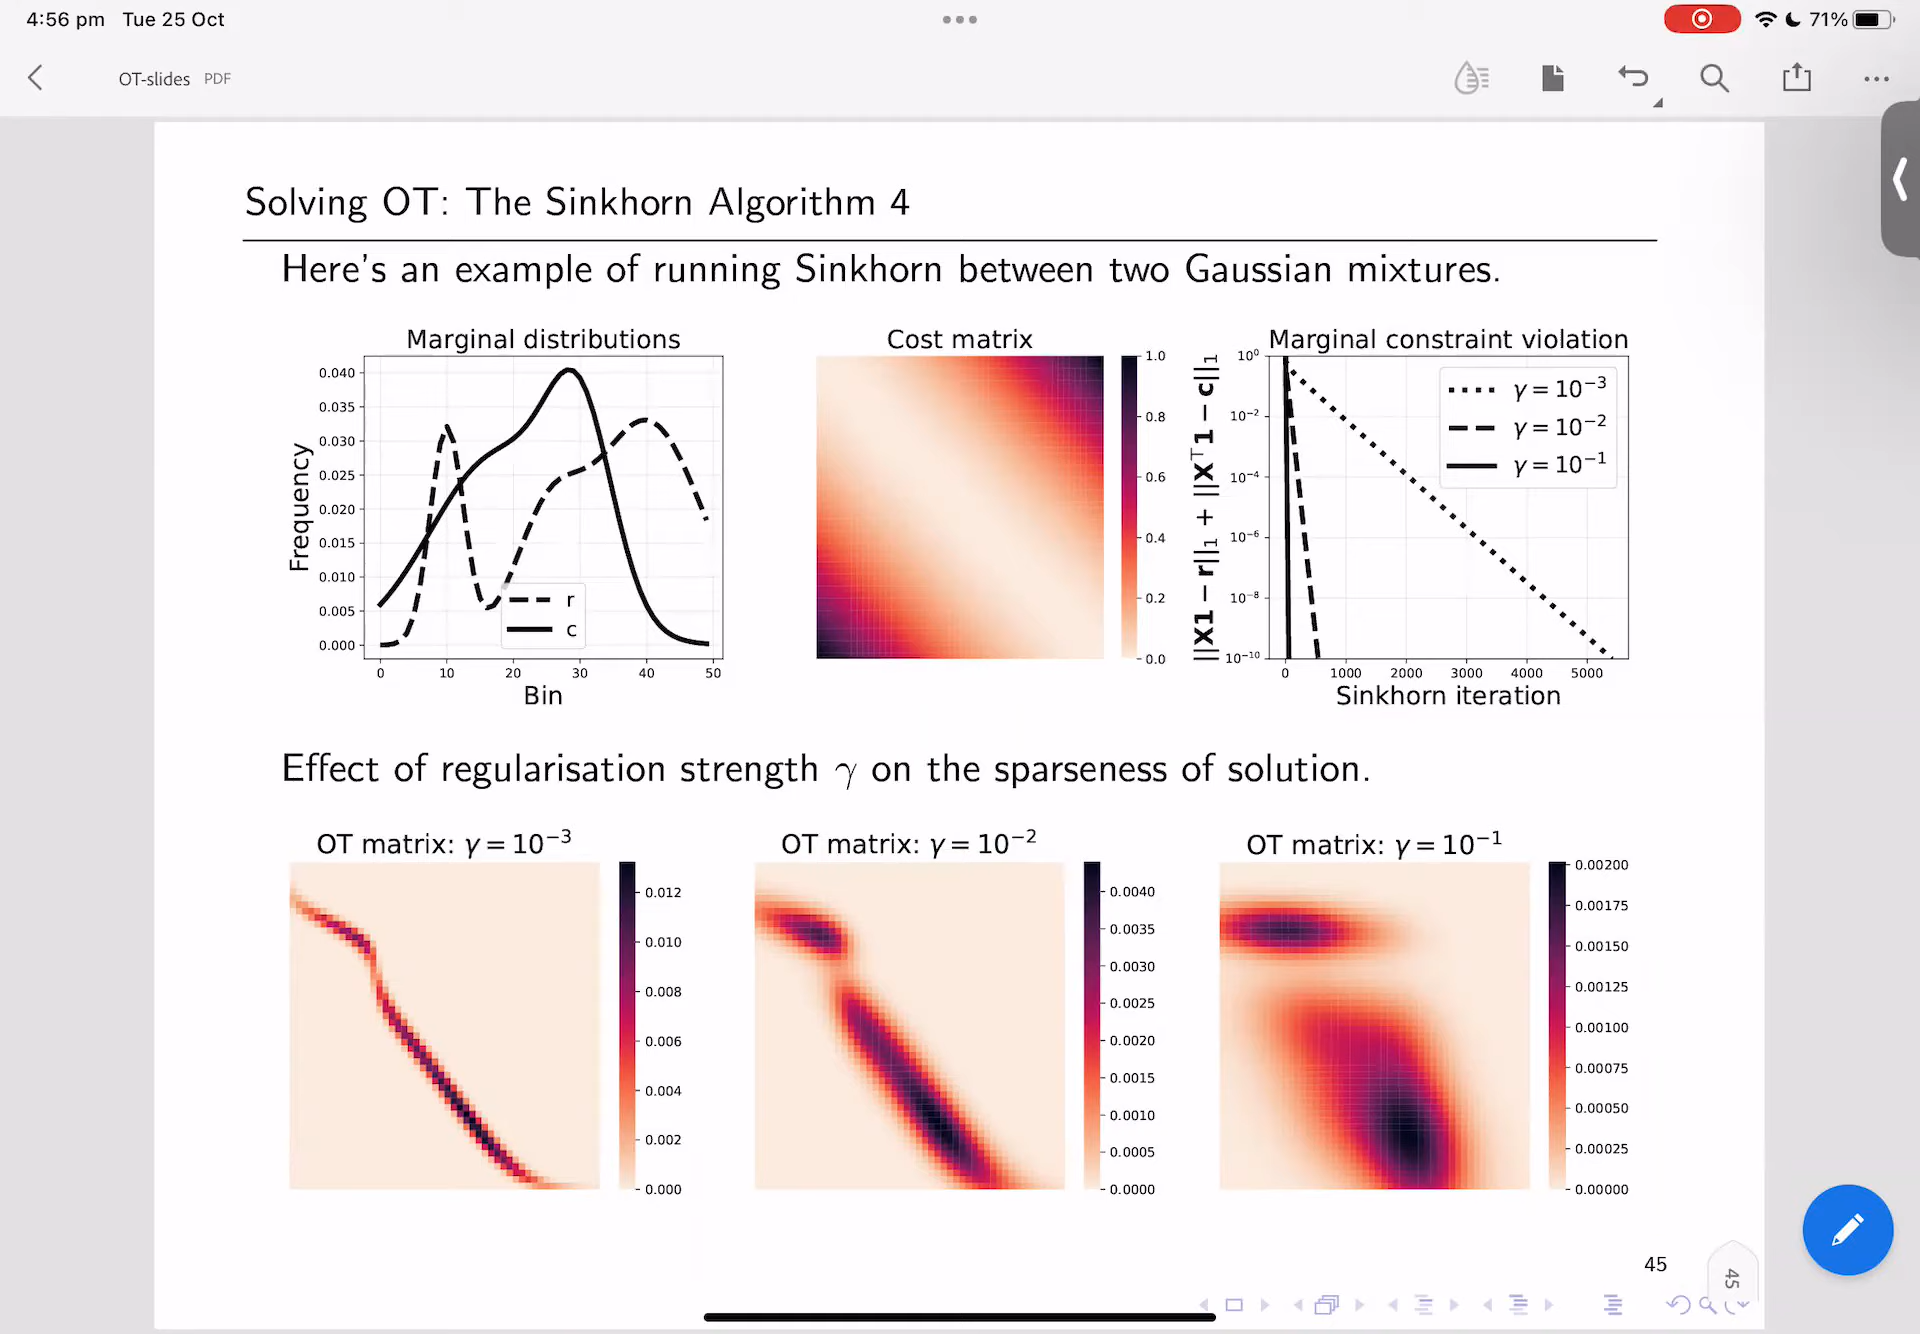 4:56 pm Tue 25 Oct
71%
OT-slides PDF
Solving OT: The Sinkhorn Algorithm 4
Here's an example of running Sinkhorn between two Gaussian mixtures.
Marginal distributions
Frequency
0.040
0.035
0.030
0.025
0.020
0.015
0.010
0.005
0.000
r
c
0 10 20 30 40 50
Bin
Cost matrix
1.0
0.8
0.6
0.4
0.2
0.0
Marginal constraint violation
||X1 − r||₁ + ||X⊤1 − c||₁
10⁰
10⁻²
10⁻⁴
10⁻⁶
10⁻⁸
10⁻¹⁰
γ = 10⁻³
γ = 10⁻²
γ = 10⁻¹
0 1000 2000 3000 4000 5000
Sinkhorn iteration
Effect of regularisation strength γ on the sparseness of solution.
OT matrix: γ = 10⁻³
0.012
0.010
0.008
0.006
0.004
0.002
0.000
OT matrix: γ = 10⁻²
0.0040
0.0035
0.0030
0.0025
0.0020
0.0015
0.0010
0.0005
0.0000
OT matrix: γ = 10⁻¹
0.00200
0.00175
0.00150
0.00125
0.00100
0.00075
0.00050
0.00025
0.00000
45
45